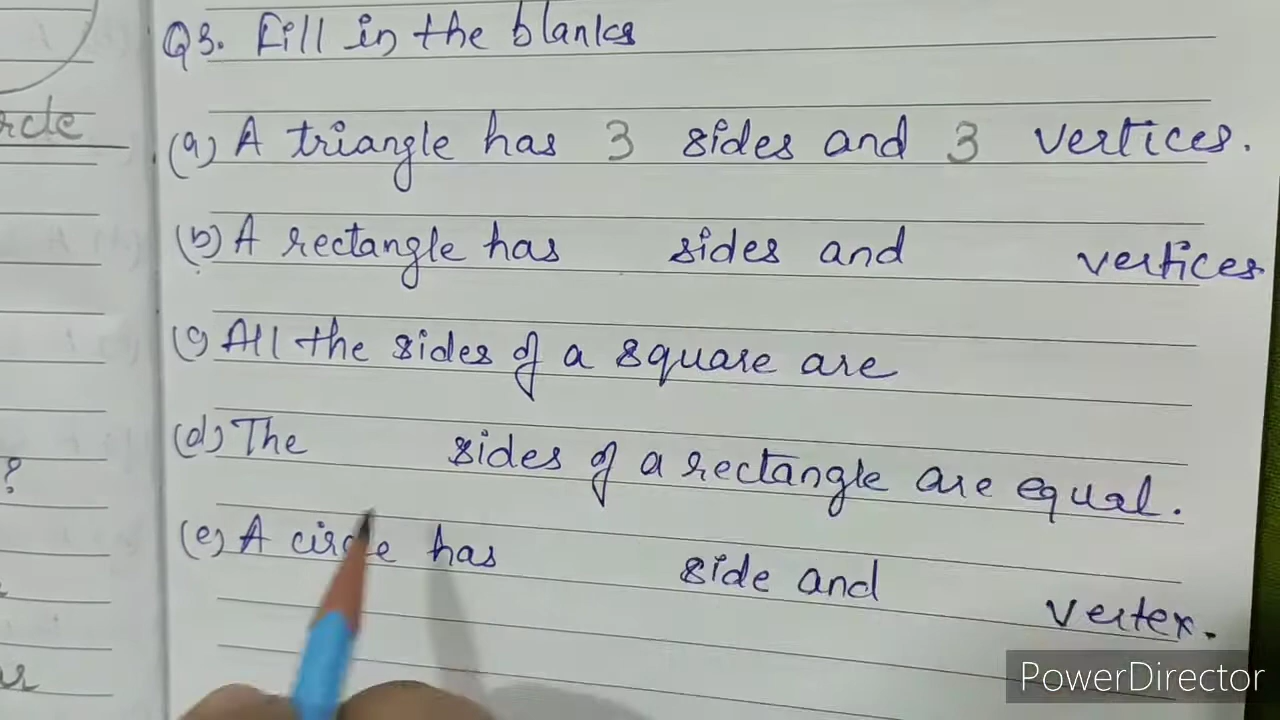 Q3. Fill in the blanks
rcle
(a) A triangle has 3 sides and 3 vertices.
(b) A rectangle has sides and vertices
(c) All the sides of a square are
(d) The sides of a rectangle are equal.
?
(e) A circle has side and vertex.
PowerDirector